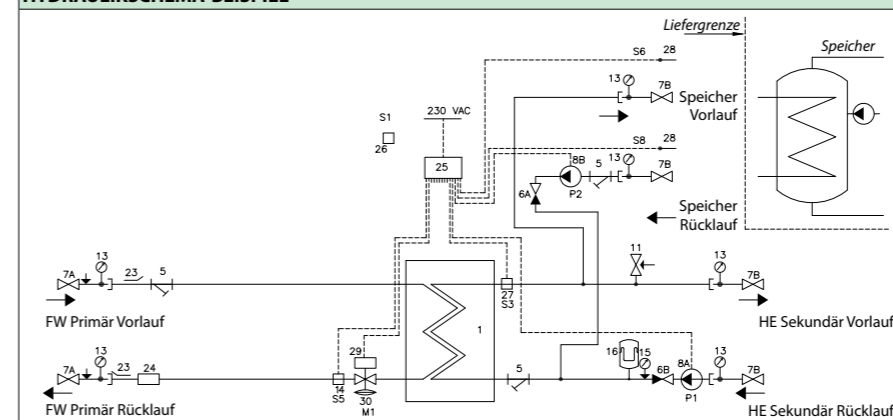 HYDRAULIKSCHEMA-BEISPIEL
Liefergrenze
Speicher
S6 28
13
7B
Speicher
Vorlauf
S1
230 VAC
26
25
S8 28
8B
5
13
7B
6A
P2
Speicher
Rücklauf
7A
13
23
5
FW Primär Vorlauf
27
S3
11
13
7B
HE Sekundär Vorlauf
1
7A
13
23
24
FW Primär Rücklauf
29
14
S5
30
M1
5
16
15
6B
8A
P1
13
7B
HE Sekundär Rücklauf